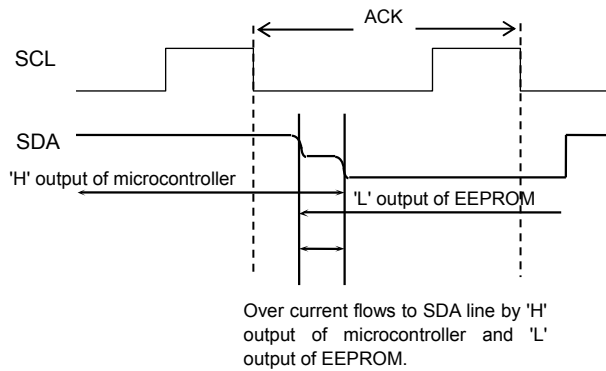 ACK
SCL
SDA
'H' output of microcontroller
'L' output of EEPROM
Over current flows to SDA line by 'H'
output of microcontroller and 'L'
output of EEPROM.